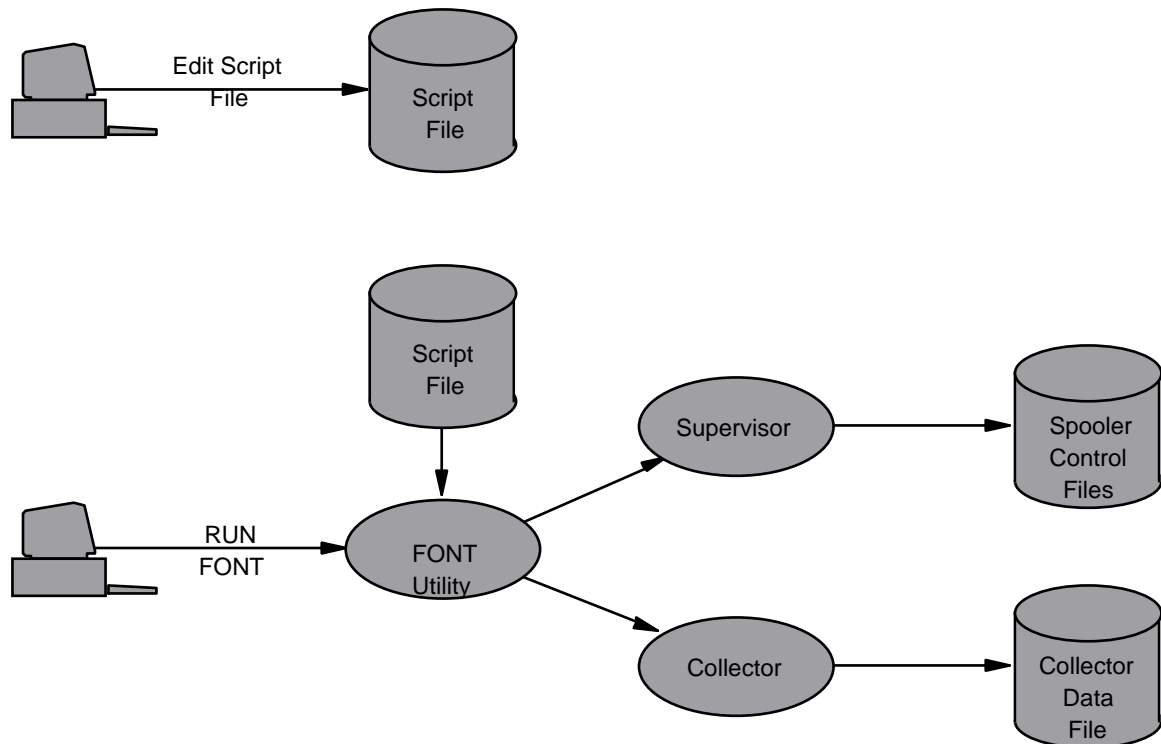 Edit Script
File
Script
File
Script
File
Supervisor
Spooler
Control
Files
RUN
FONT
FONT
Utility
Collector
Collector
Data
File